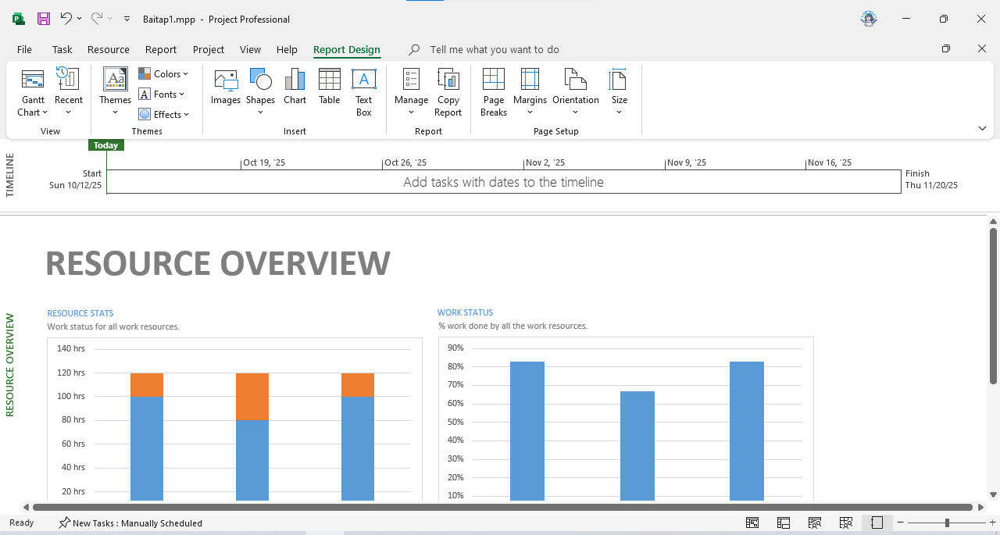 Baitap1.mpp - Project Professional
File Task Resource Report Project View Help Report Design Tell me what you want to do
Gantt Chart
Recent
View
Themes
Colors
Fonts
Effects
Themes
Images
Shapes
Chart
Table
Text Box
Insert
Manage
Copy Report
Report
Page Breaks
Margins
Orientation
Size
Page Setup
TIMELINE
Today
Start
Sun 10/12/25
Oct 19, '25
Oct 26, '25
Nov 2, '25
Nov 9, '25
Nov 16, '25
Add tasks with dates to the timeline
Finish
Thu 11/20/25
RESOURCE OVERVIEW
RESOURCE OVERVIEW
RESOURCE STATS
Work status for all work resources.
140 hrs
120 hrs
100 hrs
80 hrs
60 hrs
40 hrs
20 hrs
WORK STATUS
% work done by all the work resources.
90%
80%
70%
60%
50%
40%
30%
20%
10%
Ready
New Tasks : Manually Scheduled